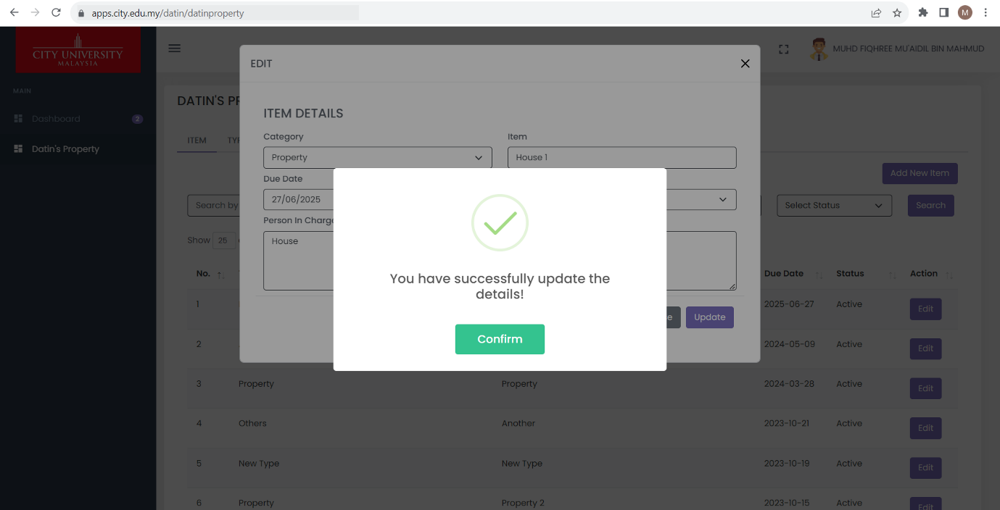 apps.city.edu.my/datin/datinproperty
M
CITY UNIVERSITY
MALAYSIA
MUHD FIQHREE MU'AIDIL BIN MAHMUD
MAIN
Dashboard 2
Datin's Property
EDIT
DATIN'S
ITEM
ITEM DETAILS
Category Item
Property House 1
Due Date
27/06/2025
Person In Charge
House
Add New Item
Search by
Select Status
Search
Show 25
You have successfully update the
details!
Confirm
Update
No. Due Date Status Action
1 2025-06-27 Active Edit
2 2024-05-09 Active Edit
3 Property Property 2024-03-28 Active Edit
4 Others Another 2023-10-21 Active Edit
5 New Type New Type 2023-10-19 Active Edit
6 Property Property 2 2023-10-15 Active Edit